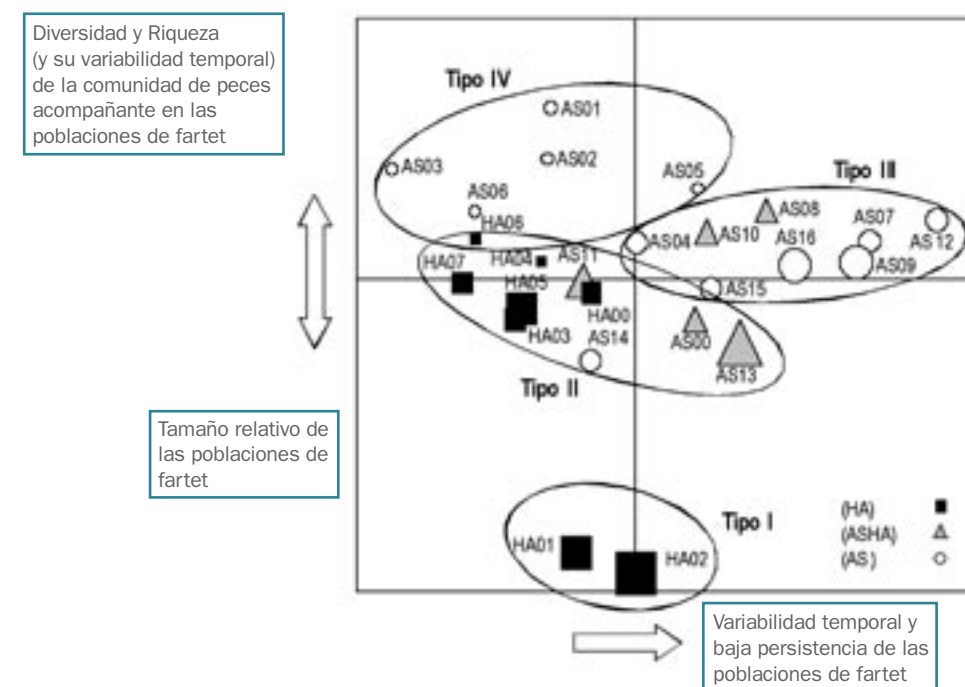 Diversidad y Riqueza
(y su variabilidad temporal)
de la comunidad de peces
acompañante en las
poblaciones de fartet
Tipo IV
AS01
AS03
AS02
AS05
Tipo III
AS06
AS08
AS07
HA06
AS04
AS10
AS16
AS12
HA07
HA04
AS11
AS09
HA05
AS15
HA00
HA03
AS14
AS00
AS13
Tipo II
Tamaño relativo de
las poblaciones de
fartet
Tipo I
HA01
HA02
(HA)
(ASHA)
(AS)
Variabilidad temporal y
baja persistencia de las
poblaciones de fartet